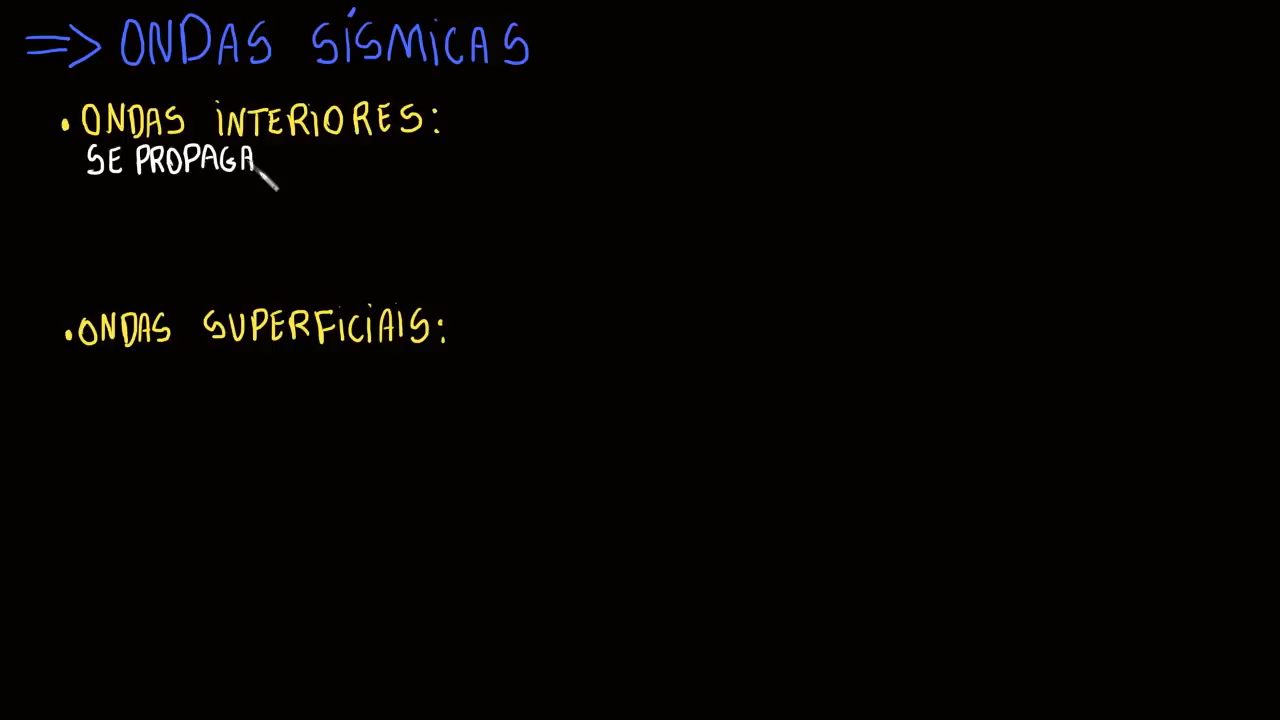 => ONDAS SÍSMICAS
• ONDAS INTERIORES:
SE PROPAGA
• ONDAS SUPERFICIAIS: